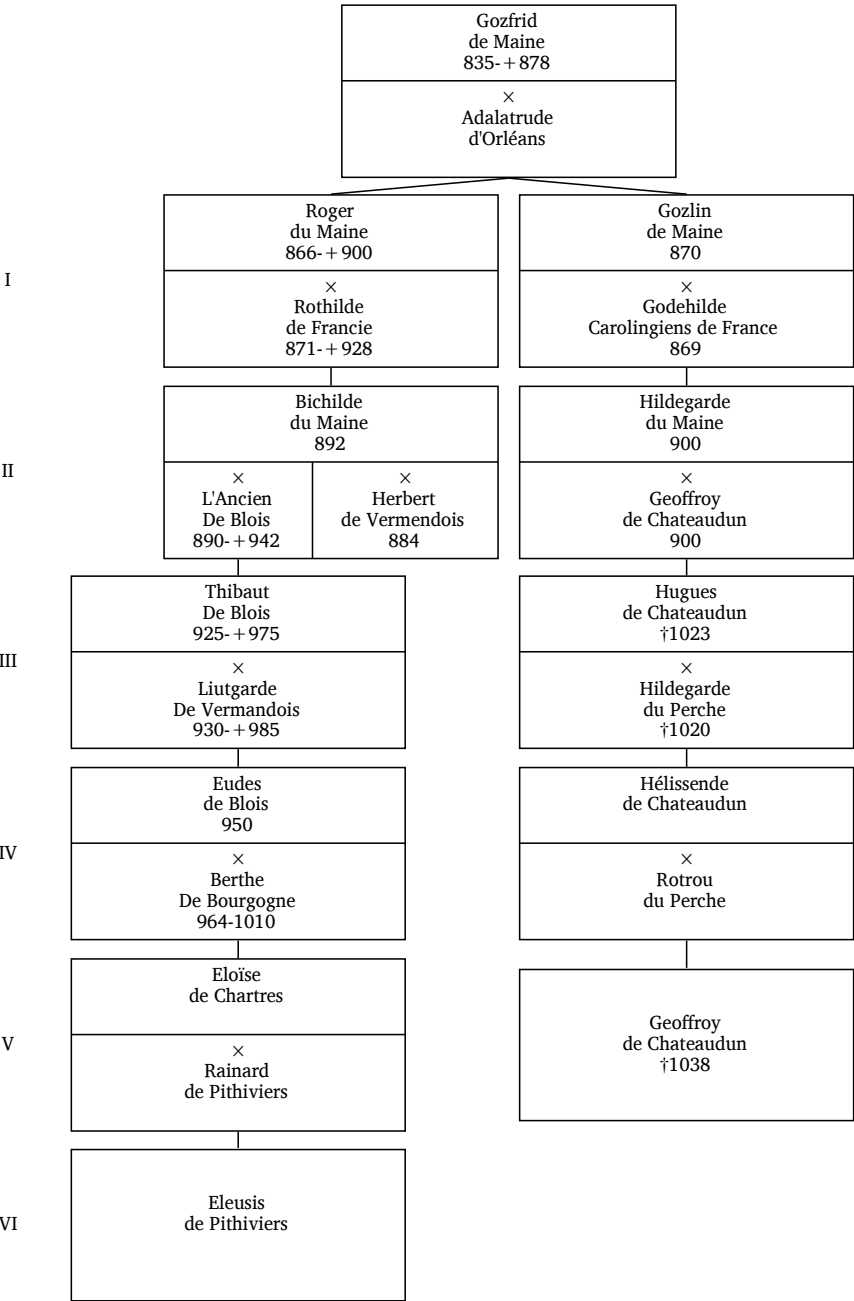 Gozfrid
de Maine
835-+878
×
Adalatrude
d'Orléans
I
Roger
du Maine
866-+900
×
Rothilde
de Francie
871-+928
Gozlin
de Maine
870
×
Godehilde
Carolingiens de France
869
II
Bichilde
du Maine
892
×
L'Ancien
De Blois
890-+942
×
Herbert
de Vermendois
884
Hildegarde
du Maine
900
×
Geoffroy
de Chateaudun
900
III
Thibaut
De Blois
925-+975
×
Liutgarde
De Vermandois
930-+985
Hugues
de Chateaudun
†1023
×
Hildegarde
du Perche
†1020
IV
Eudes
de Blois
950
×
Berthe
De Bourgogne
964-1010
Hélissende
de Chateaudun
×
Rotrou
du Perche
V
Eloïse
de Chartres
×
Rainard
de Pithiviers
Geoffroy
de Chateaudun
†1038
VI
Eleusis
de Pithiviers